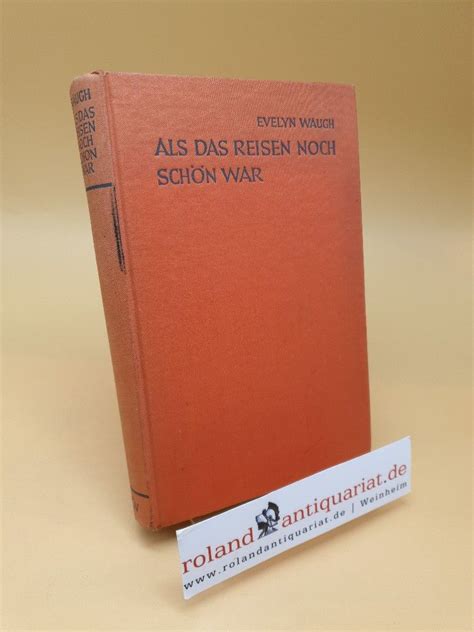 EVELYN WAUGH
ALS DAS REISEN NOCH
SCHÖN WAR
WAUGH
ALS DAS
REISEN
NOCH
SCHÖN
WAR
roland antiquariat.de
www.rolandantiquariat.de | Weinheim